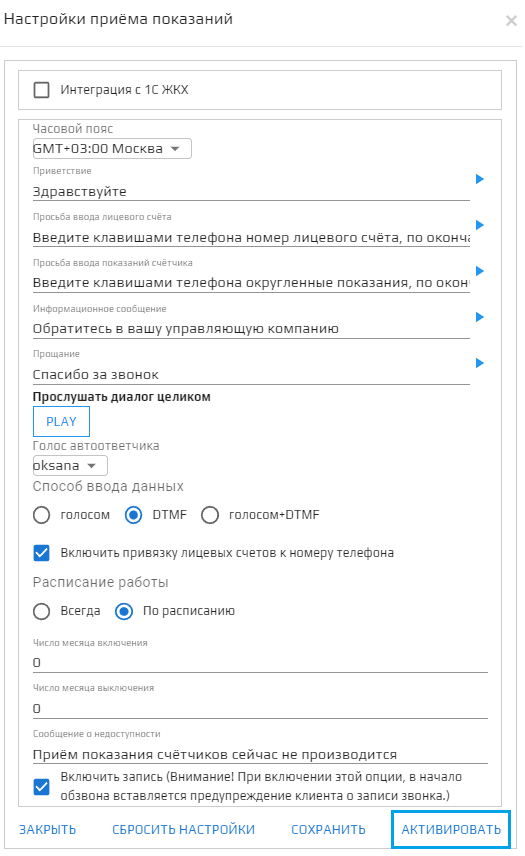 Настройки приёма показаний
×
Интеграция с 1С ЖКХ
Часовой пояс
GMT+03:00 Москва
Приветствие
Здравствуйте
Просьба ввода лицевого счёта
Введите клавишами телефона номер лицевого счёта, по оконча
Просьба ввода показаний счётчика
Введите клавишами телефона округленные показания, по окон
Информационное сообщение
Обратитесь в вашу управляющую компанию
Прощание
Спасибо за звонок
Прослушать диалог целиком
PLAY
Голос автоответчика
oksana
Способ ввода данных
голосом DTMF голосом+DTMF
Включить привязку лицевых счетов к номеру телефона
Расписание работы
Всегда По расписанию
Число месяца включения
0
Число месяца выключения
0
Сообщение о недоступности
Приём показания счётчиков сейчас не производится
Включить запись (Внимание! При включении этой опции, в начало
обзвона вставляется предупреждение клиента о записи звонка.)
ЗАКРЫТЬ СБРОСИТЬ НАСТРОЙКИ СОХРАНИТЬ АКТИВИРОВАТЬ